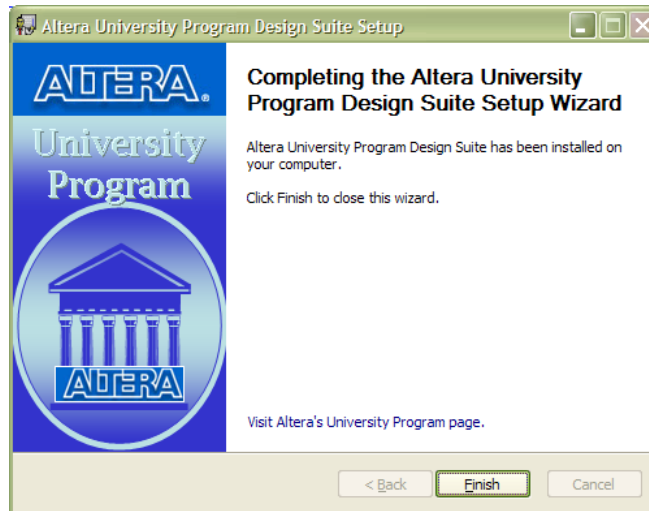 Altera University Program Design Suite Setup
ALTERA®
University
Program
ALTERA
Completing the Altera University
Program Design Suite Setup Wizard
Altera University Program Design Suite has been installed on
your computer.
Click Finish to close this wizard.
Visit Altera's University Program page.
< Back
Finish
Cancel